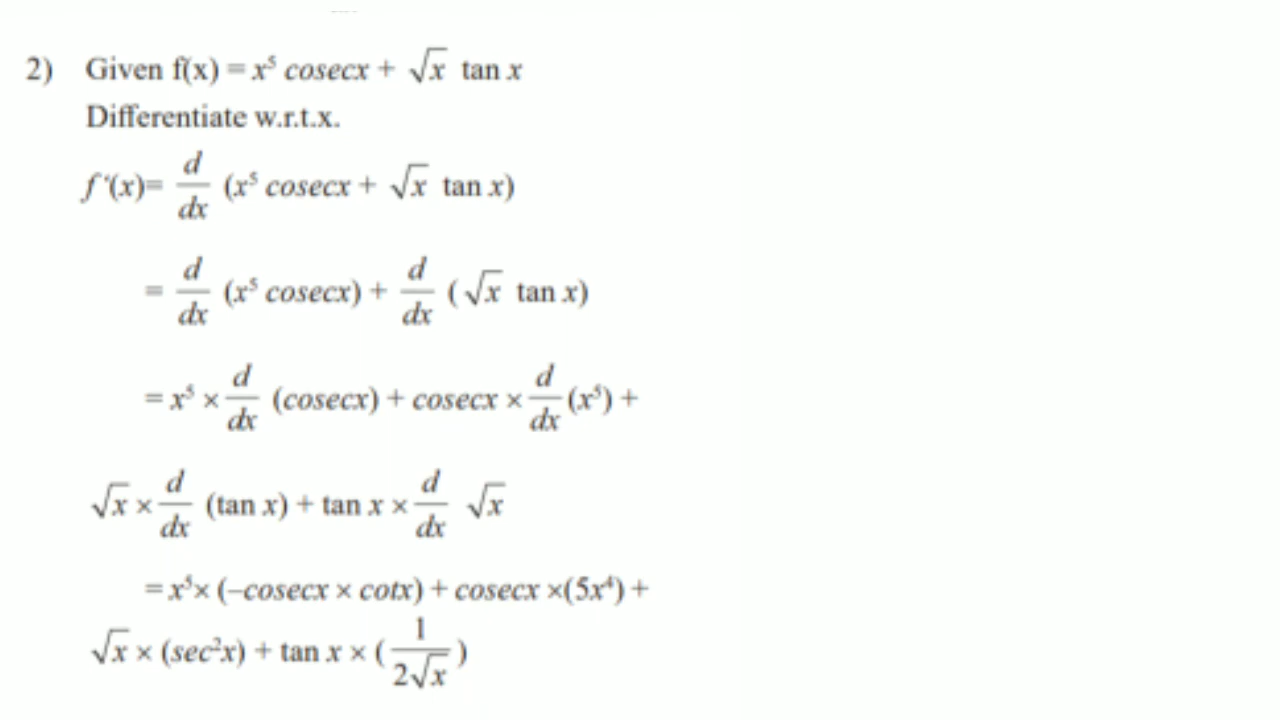 2) Given f(x) = x⁵ cosecx + √x tan x
Differentiate w.r.t.x.
f '(x)= d/dx (x⁵ cosecx + √x tan x)
= d/dx (x⁵ cosecx) + d/dx (√x tan x)
= x⁵ × d/dx (cosecx) + cosecx × d/dx (x⁵) +
√x × d/dx (tan x) + tan x × d/dx √x
= x⁵× (–cosecx × cotx) + cosecx ×(5x⁴) +
√x × (sec²x) + tan x × (1/2√x)